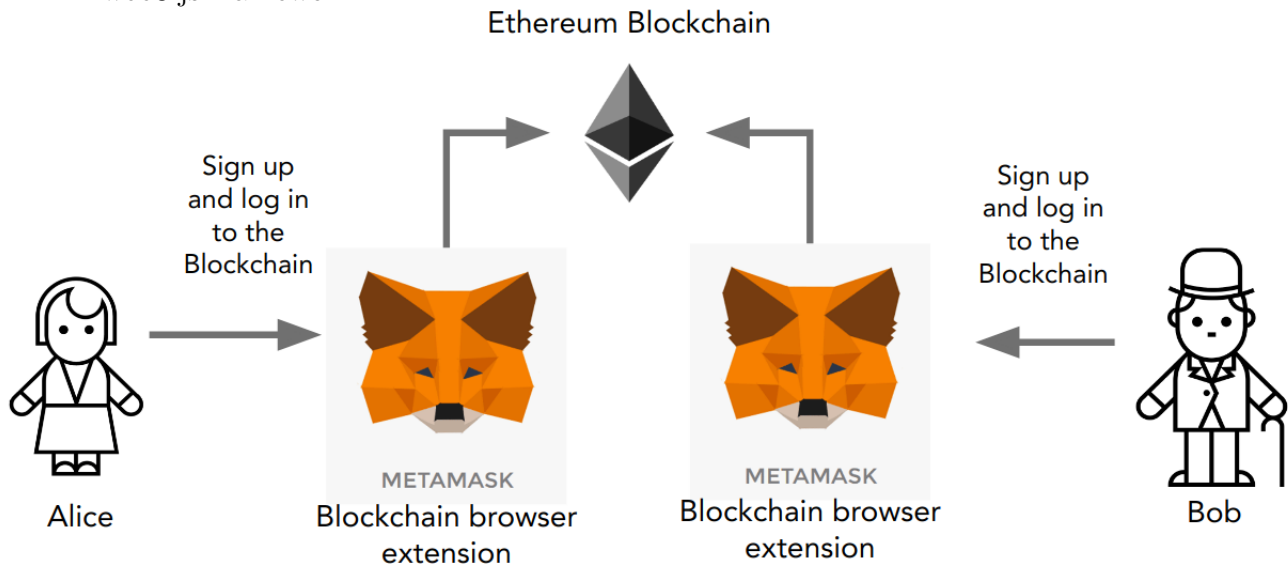 Ethereum Blockchain
Sign up
and log in
to the
Blockchain
Sign up
and log in
to the
Blockchain
METAMASK
Blockchain browser
extension
METAMASK
Blockchain browser
extension
Alice
Bob